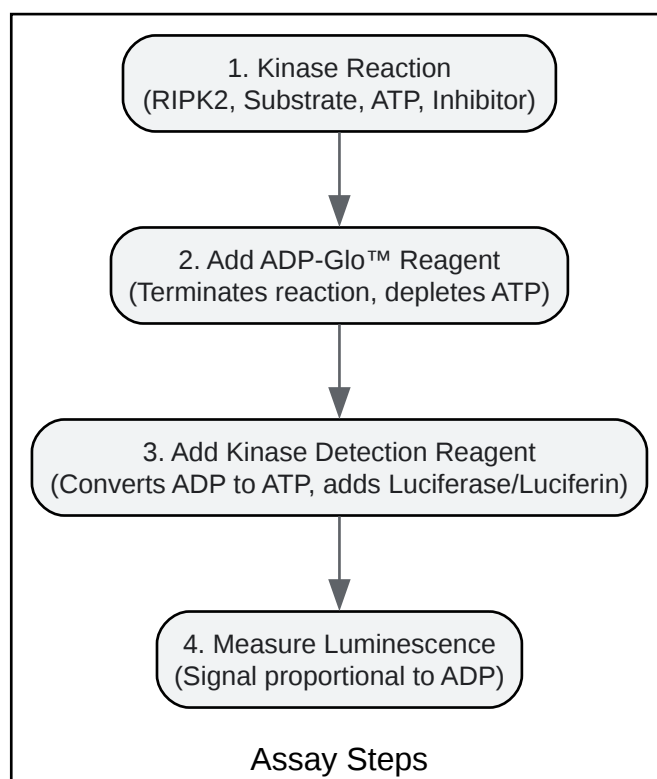 1. Kinase Reaction
(RIPK2, Substrate, ATP, Inhibitor)
2. Add ADP-Glo™ Reagent
(Terminates reaction, depletes ATP)
3. Add Kinase Detection Reagent
(Converts ADP to ATP, adds Luciferase/Luciferin)
4. Measure Luminescence
(Signal proportional to ADP)
Assay Steps